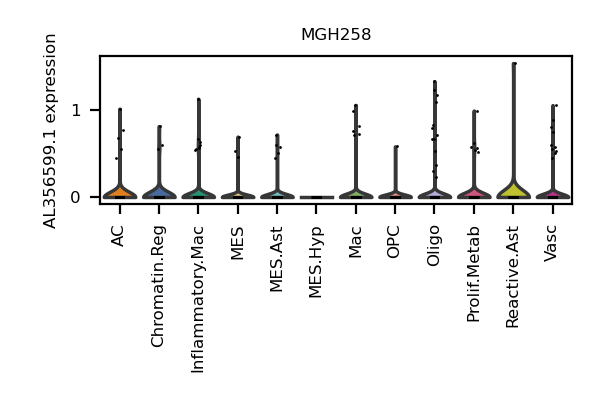 MGH258
AL356599.1 expression
1
0
AC
Chromatin.Reg
Inflammatory.Mac
MES
MES.Ast
MES.Hyp
Mac
OPC
Oligo
Prolif.Metab
Reactive.Ast
Vasc